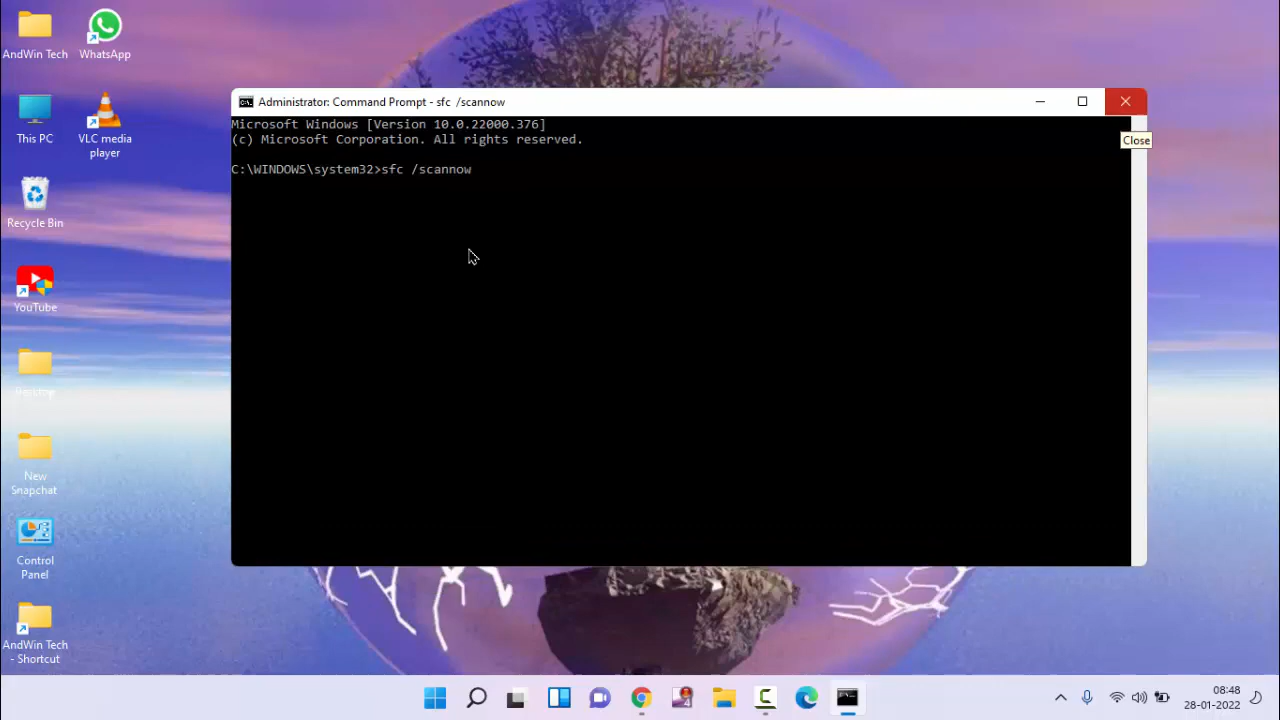 AndWin Tech
WhatsApp
This PC
VLC media
player
Recycle Bin
YouTube
Desktop
New
Snapchat
Control
Panel
AndWin Tech
- Shortcut
Administrator: Command Prompt - sfc  /scannow
Close
Microsoft Windows [Version 10.0.22000.376]
(c) Microsoft Corporation. All rights reserved.
C:\WINDOWS\system32>sfc /scannow
08:48
28-01-2022